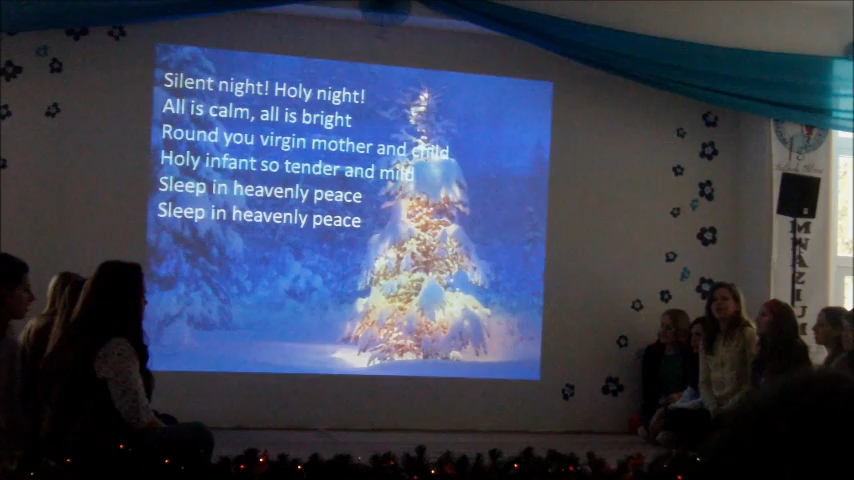 Silent night! Holy night!
All is calm, all is bright
Round you virgin mother and child
Holy infant so tender and mild
Sleep in heavenly peace
Sleep in heavenly peace